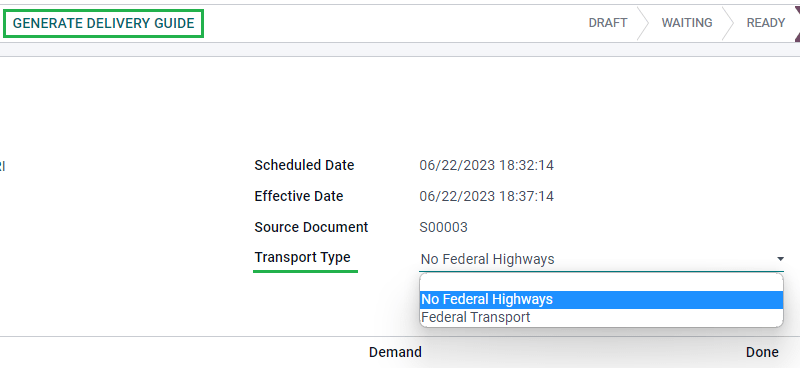 GENERATE DELIVERY GUIDE
DRAFT
WAITING
READY
Scheduled Date 06/22/2023 18:32:14
Effective Date 06/22/2023 18:37:14
Source Document S00003
Transport Type No Federal Highways
No Federal Highways
Federal Transport
Demand
Done